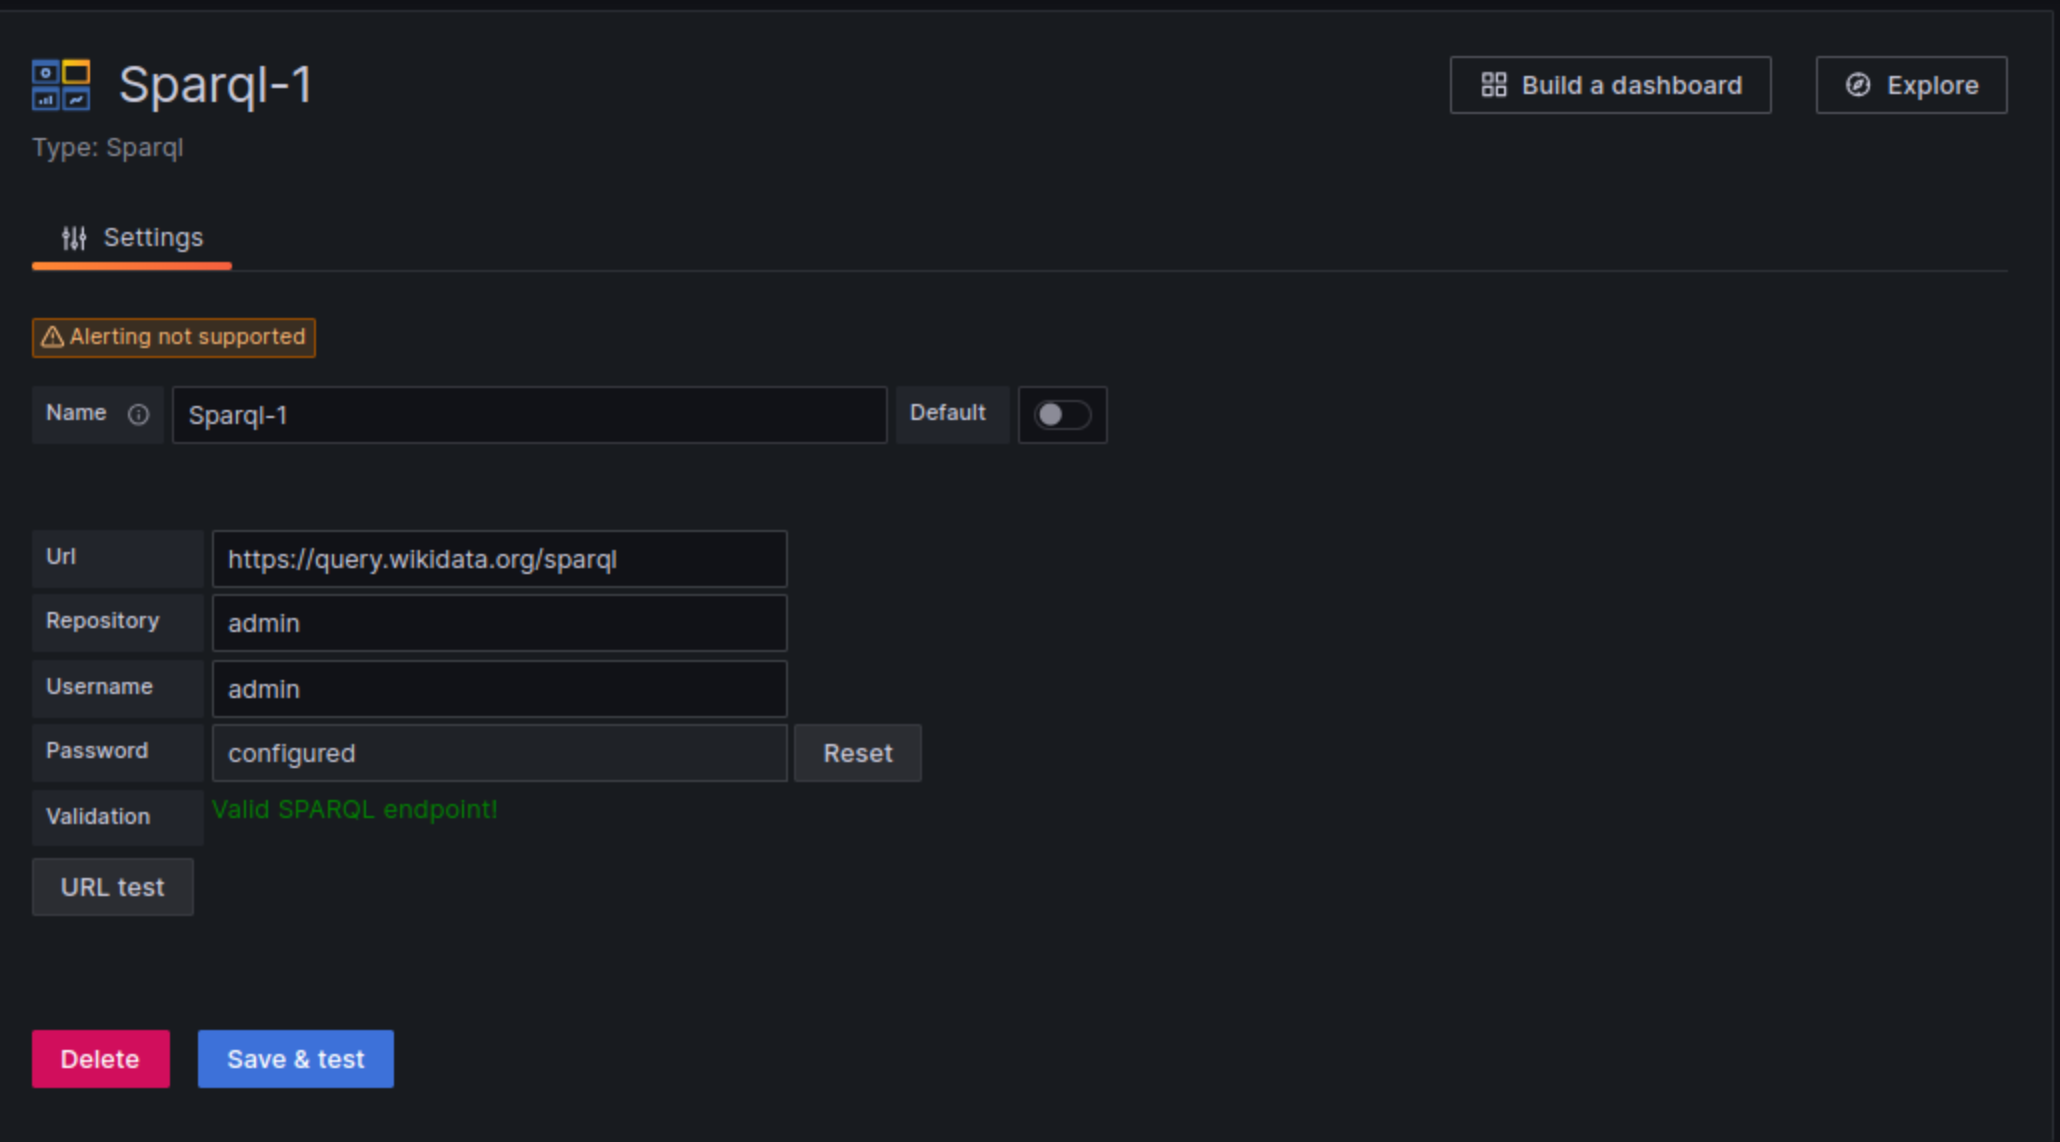 Sparql-1
Build a dashboard
Explore
Type: Sparql
Settings
Alerting not supported
Name Sparql-1 Default
Url https://query.wikidata.org/sparql
Repository admin
Username admin
Password configured Reset
Validation Valid SPARQL endpoint!
URL test
Delete Save & test